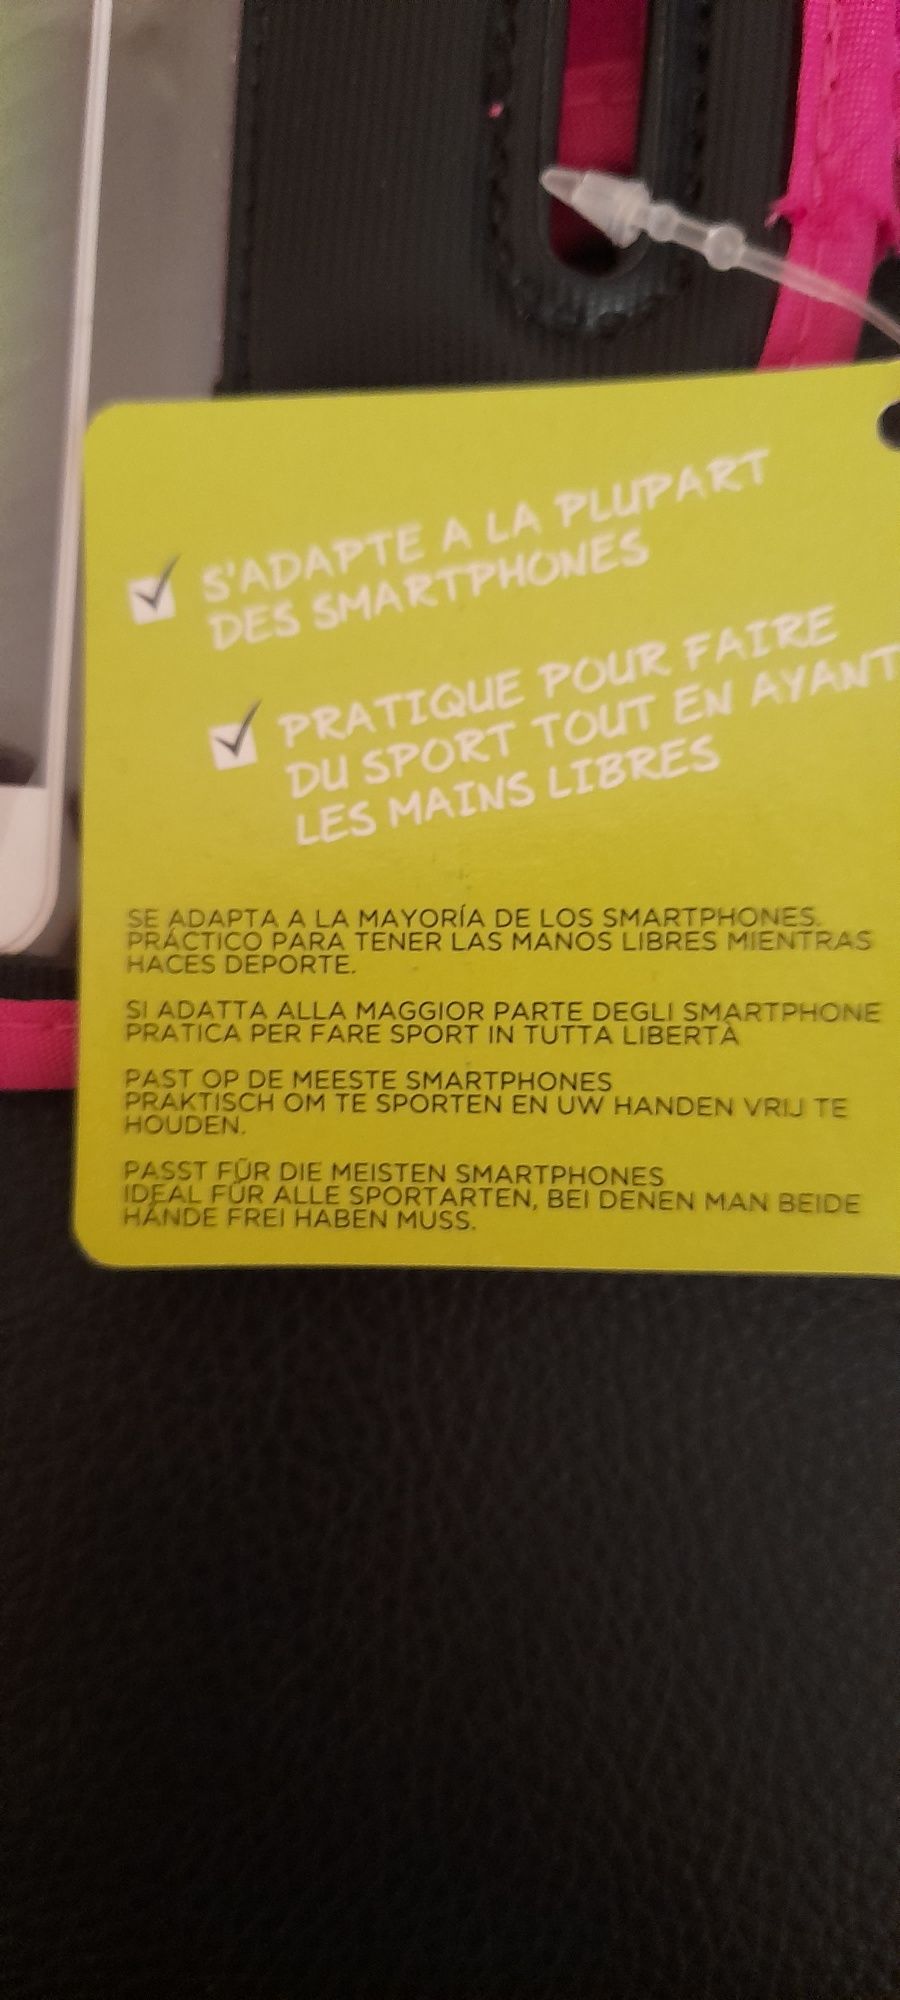 S'ADAPTE A LA PLUPART
DES SMARTPHONES
PRATIQUE POUR FAIRE
DU SPORT TOUT EN AYANT
LES MAINS LIBRES
SE ADAPTA A LA MAYORÍA DE LOS SMARTPHONES.
PRÁCTICO PARA TENER LAS MANOS LIBRES MIENTRAS
HACES DEPORTE.
SI ADATTA ALLA MAGGIOR PARTE DEGLI SMARTPHONE
PRATICA PER FARE SPORT IN TUTTA LIBERTÀ
PAST OP DE MEESTE SMARTPHONES
PRAKTISCH OM TE SPORTEN EN UW HANDEN VRIJ TE
HOUDEN.
PASST FÜR DIE MEISTEN SMARTPHONES
IDEAL FÜR ALLE SPORTARTEN, BEI DENEN MAN BEIDE
HÄNDE FREI HABEN MUSS.